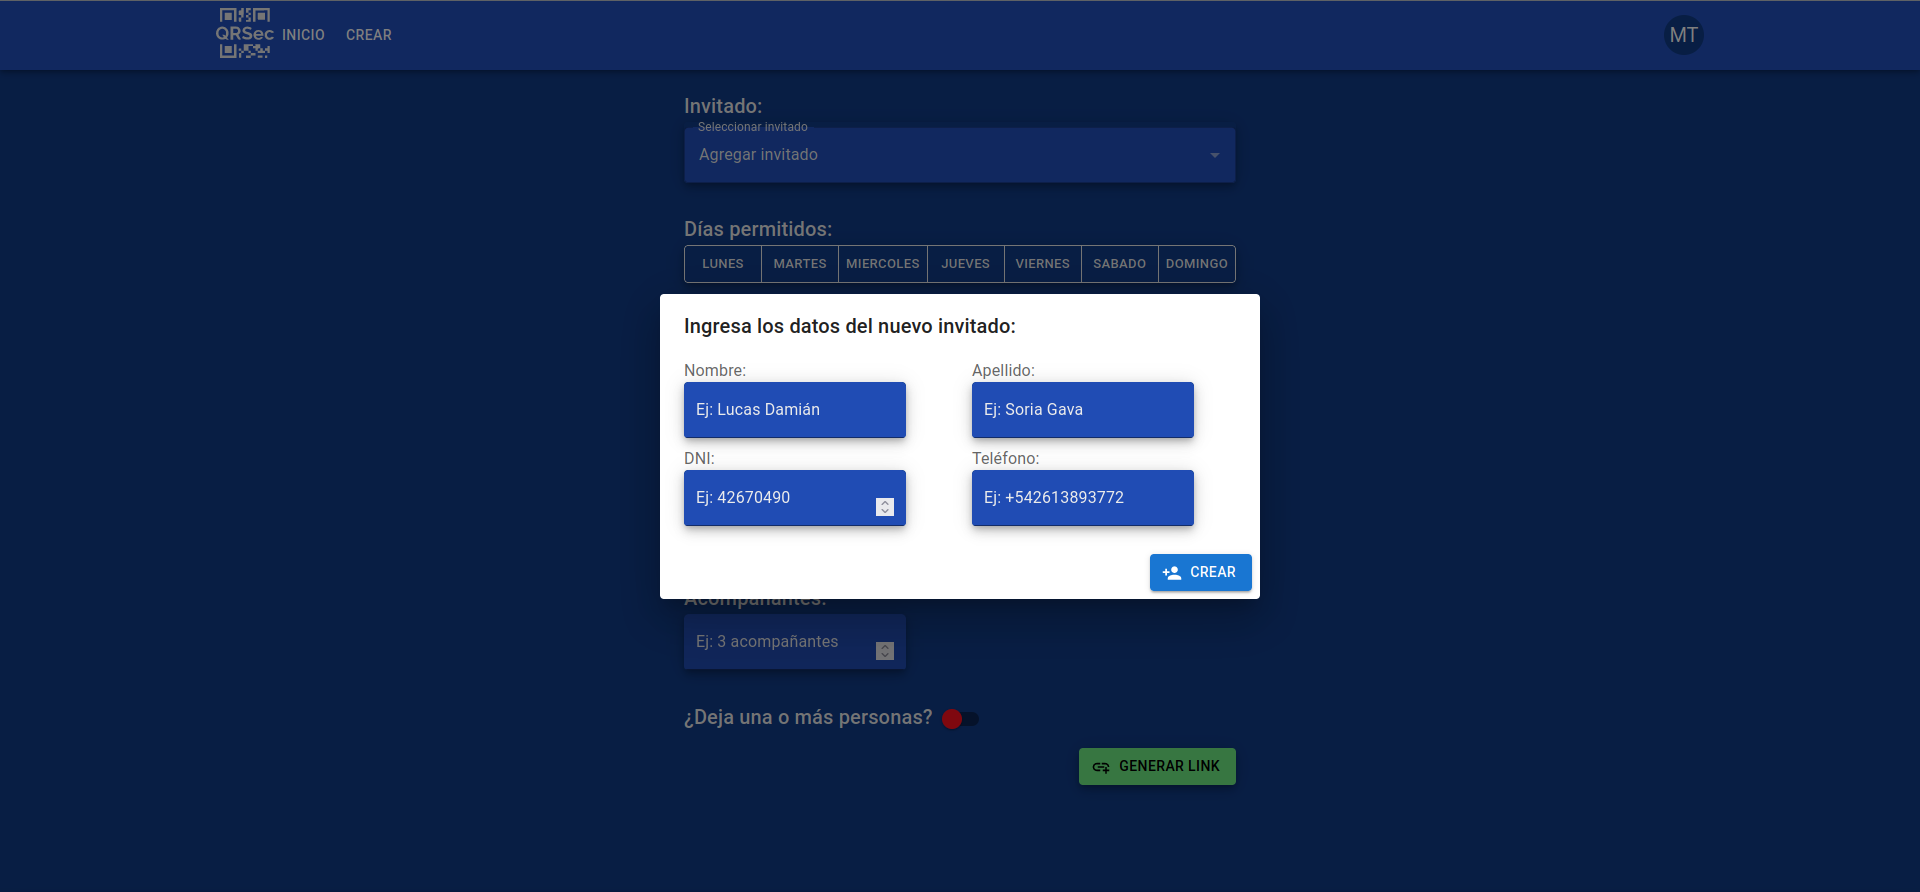 QRSec INICIO CREAR MT
Invitado:
Seleccionar invitado
Agregar invitado
Días permitidos:
LUNES MARTES MIERCOLES JUEVES VIERNES SABADO DOMINGO
Ingresa los datos del nuevo invitado:
Nombre: Apellido:
Ej: Lucas Damián Ej: Soria Gava
DNI: Teléfono:
Ej: 42670490 Ej: +542613893772
CREAR
Acompañantes:
Ej: 3 acompañantes
¿Deja una o más personas?
GENERAR LINK